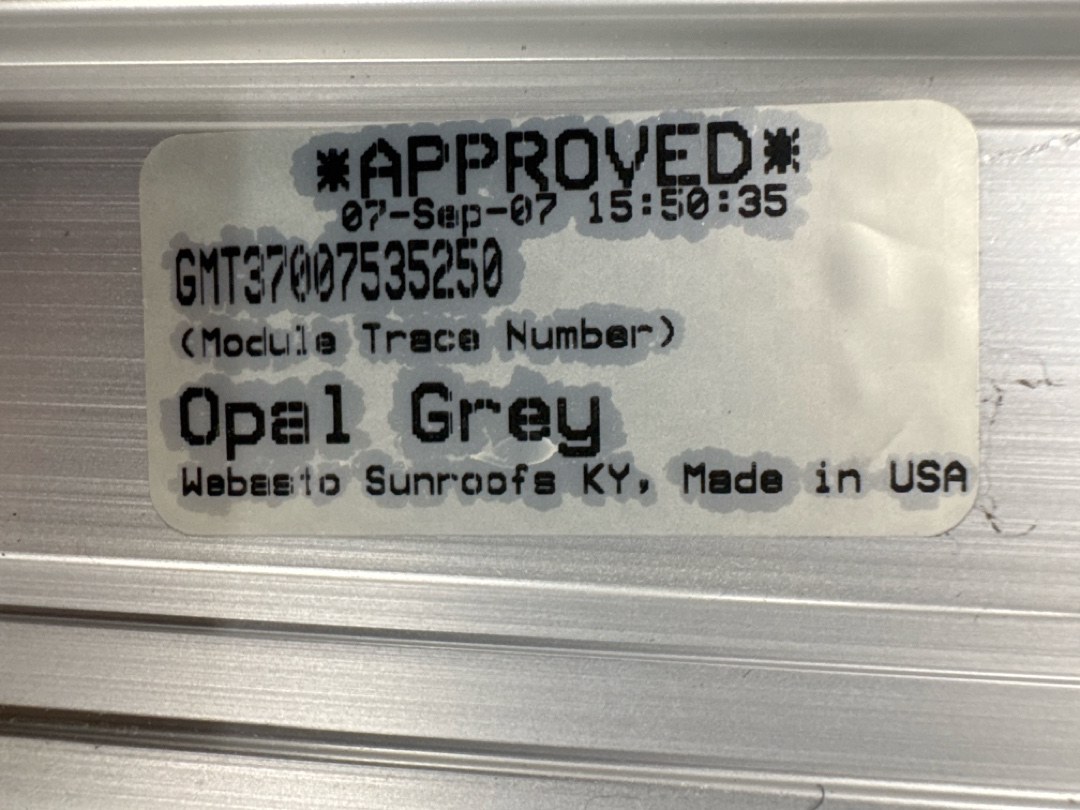 *APPROVED*
07-Sep-07 15:50:35
GMT37007535250
(Module Trace Number)
Opal Grey
Webasto Sunroofs KY, Made in USA